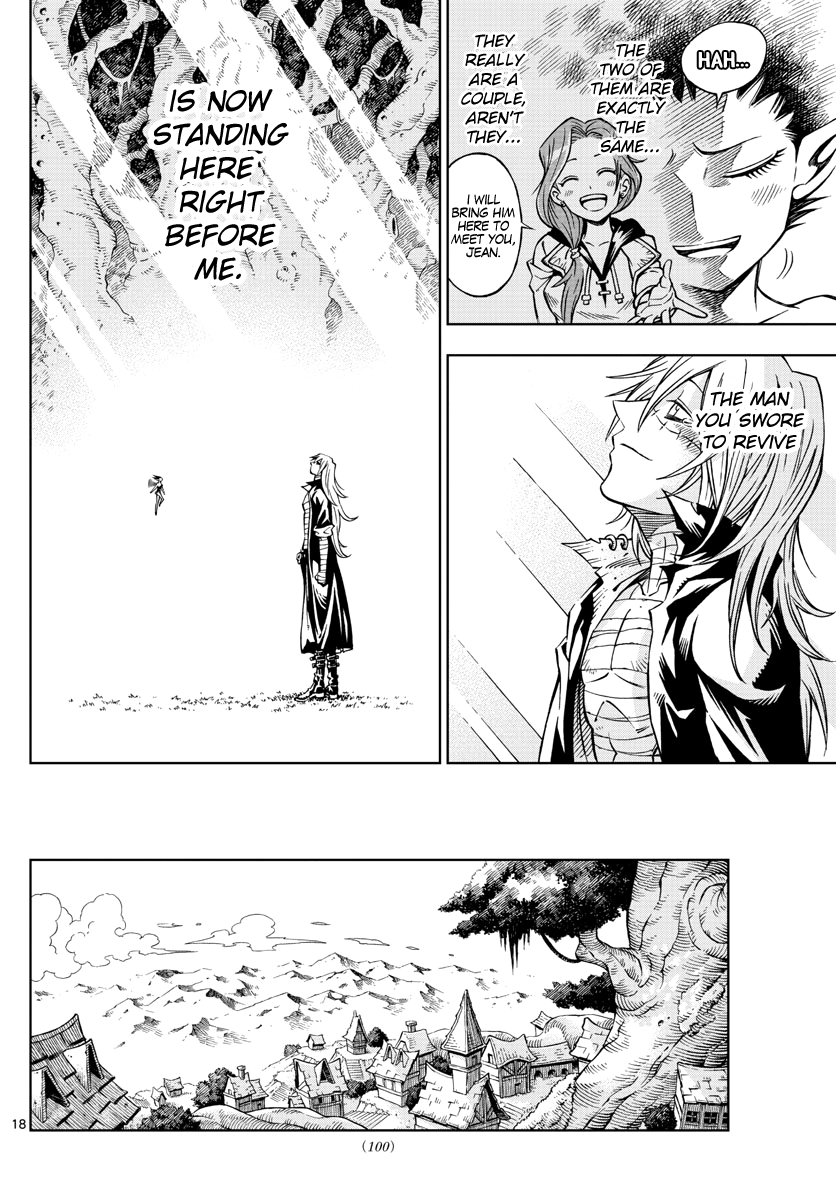 HAH...
THE
TWO OF
THEM ARE
EXACTLY
THE
SAME...
THEY
REALLY
ARE A
COUPLE,
AREN'T
THEY...
I WILL
BRING HIM
HERE TO
MEET YOU,
JEAN.
THE MAN
YOU SWORE
TO REVIVE
IS NOW
STANDING
HERE
RIGHT
BEFORE
ME.
18
(100)